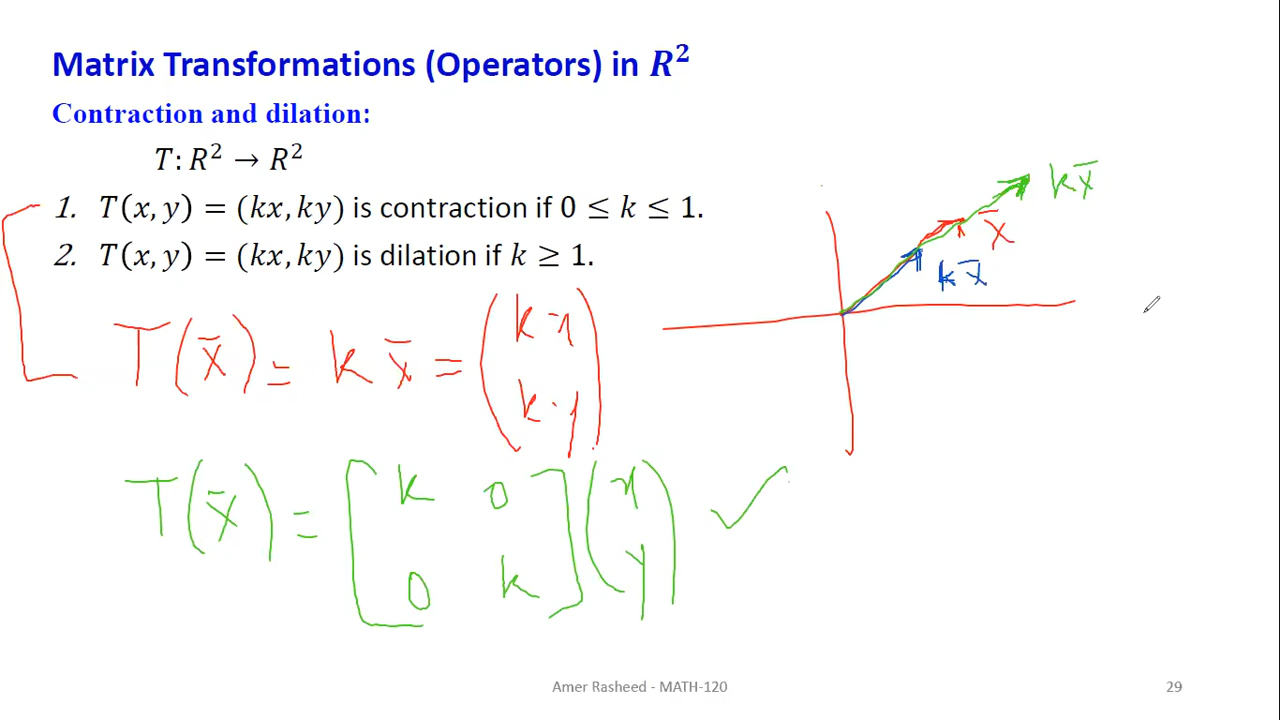 Matrix Transformations (Operators) in R²
Contraction and dilation:
T: R² → R²
1. T(x, y) = (kx, ky) is contraction if 0 ≤ k ≤ 1.
2. T(x, y) = (kx, ky) is dilation if k ≥ 1.
T(x̄) = k x̄ = (k·x
k·y)
T(x̄) = [k 0
0 k] (x
y) ✓
kx̄
x̄
kx̄
Amer Rasheed - MATH-120
29